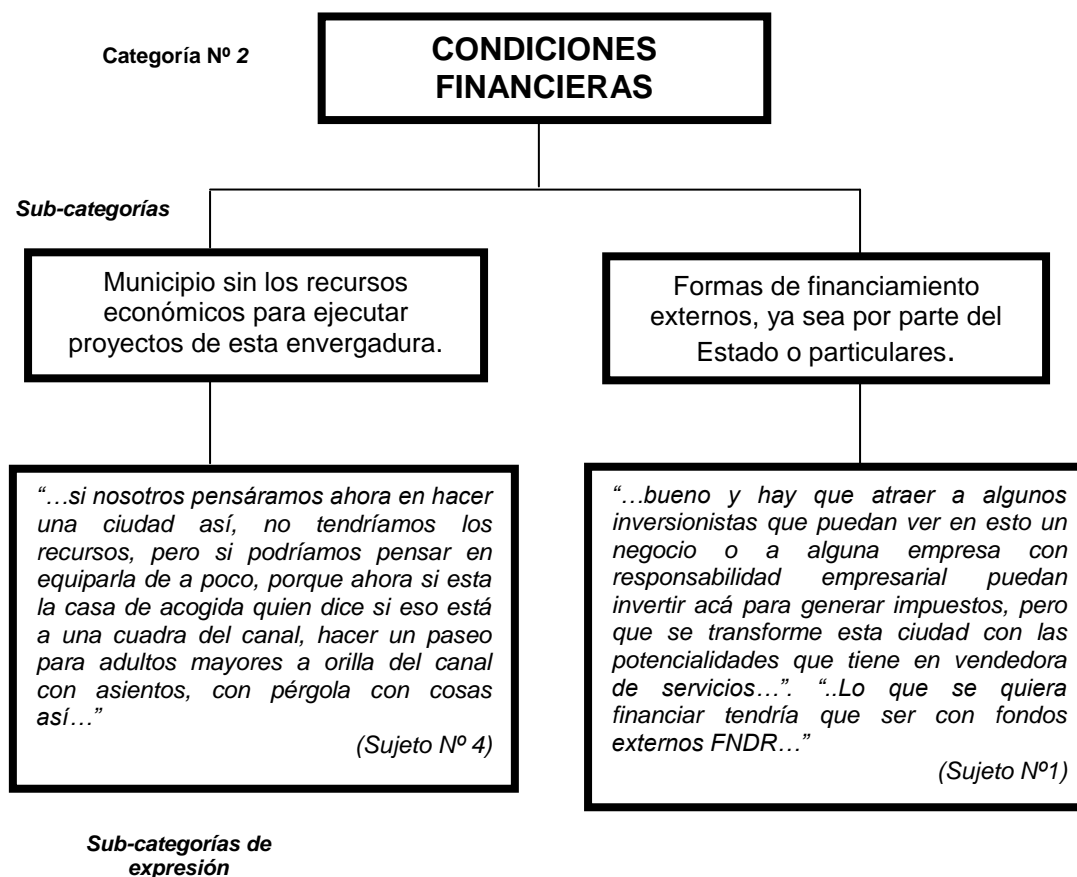 Categoría Nº 2
CONDICIONES
FINANCIERAS
Sub-categorías
Municipio sin los recursos
económicos para ejecutar
proyectos de esta envergadura.
Formas de financiamiento
externos, ya sea por parte del
Estado o particulares.
“…si nosotros pensáramos ahora en hacer
una ciudad así, no tendríamos los
recursos, pero si podríamos pensar en
equiparla de a poco, porque ahora si esta
la casa de acogida quien dice si eso está
a una cuadra del canal, hacer un paseo
para adultos mayores a orilla del canal
con asientos, con pérgola con cosas
así…”
(Sujeto Nº 4)
“…bueno y hay que atraer a algunos
inversionistas que puedan ver en esto un
negocio o a alguna empresa con
responsabilidad empresarial puedan
invertir acá para generar impuestos, pero
que se transforme esta ciudad con las
potencialidades que tiene en vendedora
de servicios…”. “..Lo que se quiera
financiar tendría que ser con fondos
externos FNDR…”
(Sujeto Nº1)
Sub-categorías de
expresión